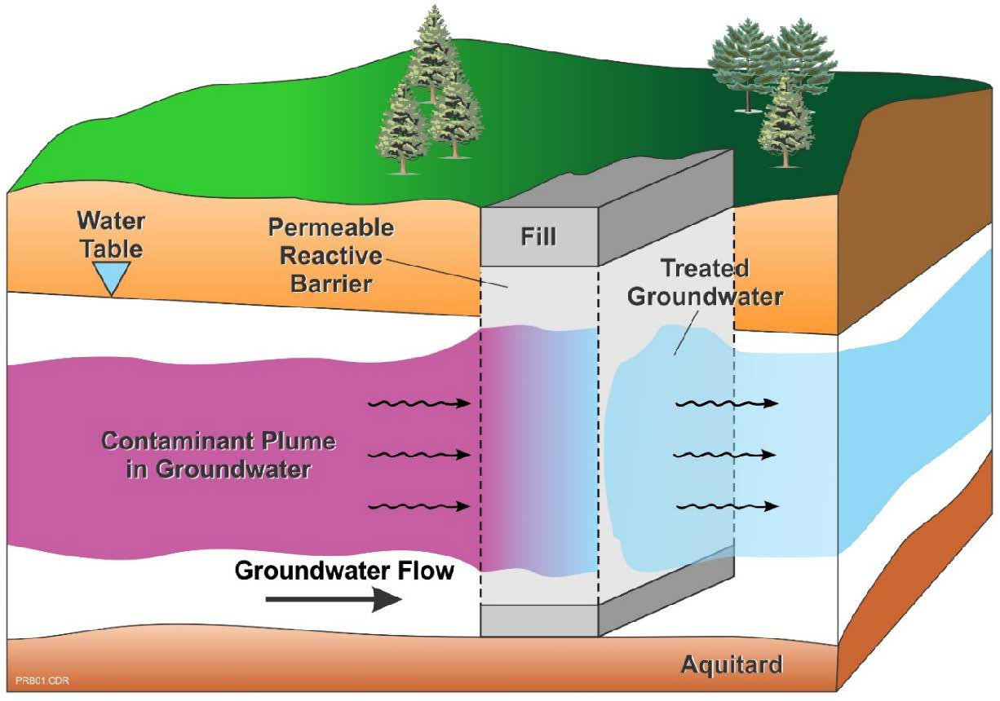 Water
Table
Permeable
Reactive
Barrier
Fill
Treated
Groundwater
Contaminant Plume
in Groundwater
Groundwater Flow
Aquitard
PRB01.CDR